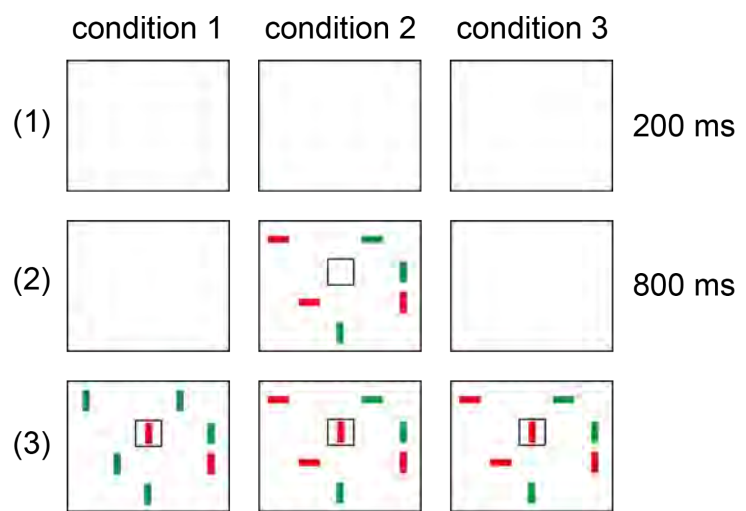 condition 1 condition 2 condition 3
(1) 200 ms
(2) 800 ms
(3)